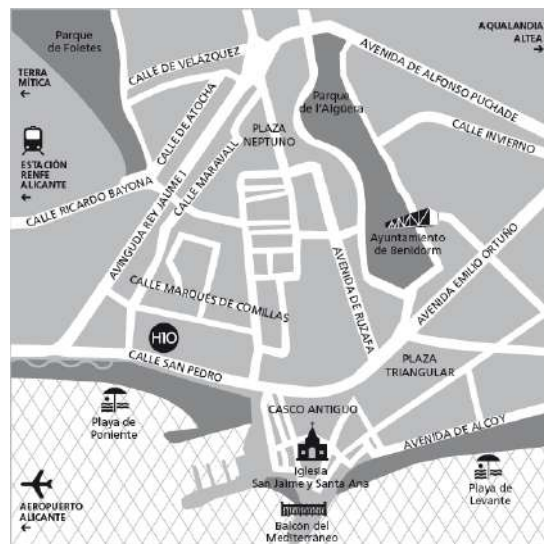 Parque
de Foietes
AQUALANDIA
ALTEA
CALLE DE VELÁZQUEZ
AVENIDA DE ALFONSO PUCHADE
TERRA
MÍTICA
Parque
de l'Algüera
CALLE DE ATOCHA
PLAZA
NEPTUNO
CALLE INVIERNO
ESTACIÓN
RENFE
ALICANTE
CALLE MARAVALL
CALLE RICARDO BAYONA
AVINGUDA REY JAUME I
Ayuntamiento
de Benidorm
AVENIDA EMILIO ORTUÑO
CALLE MARQUÉS DE COMILLAS
AVENIDA DE RUZAFA
H10
CALLE SAN PEDRO
PLAZA
TRIANGULAR
Playa de
Poniente
CASCO ANTIGUO
AVENIDA DE ALCOY
Iglesia
San Jaime y Santa Ana
Playa de
Levante
AEROPUERTO
ALICANTE
Balcón del
Mediterráneo